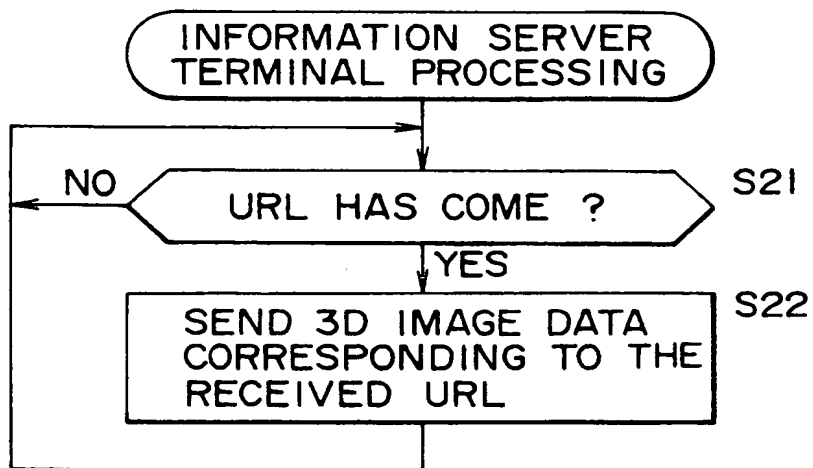 INFORMATION SERVER
TERMINAL PROCESSING
NO
URL HAS COME ?
S21
YES
SEND 3D IMAGE DATA
CORRESPONDING TO THE
RECEIVED URL
S22